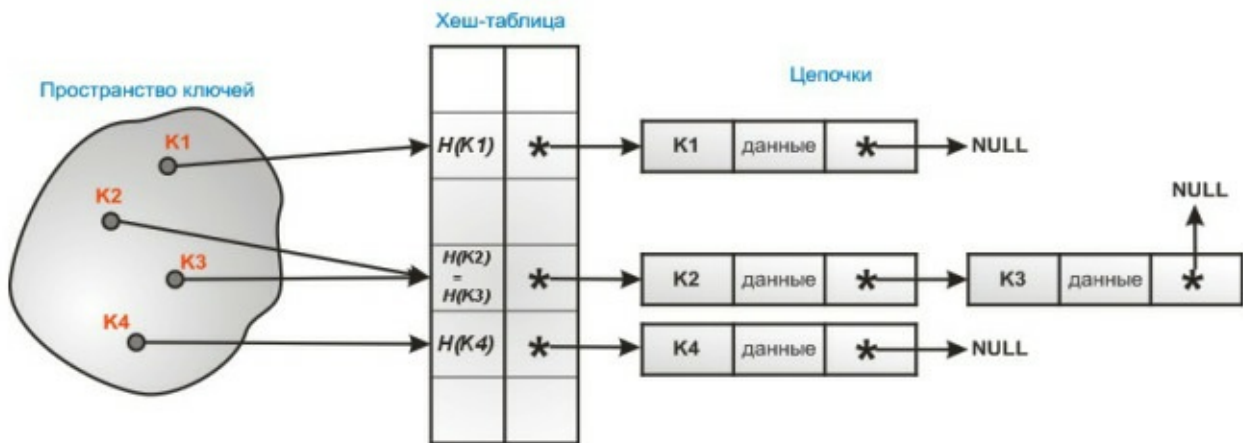 Хеш-таблица
Пространство ключей
Цепочки
K1
H(K1)
*
K1
данные
*
NULL
K2
NULL
K3
H(K2)
=
H(K3)
*
K2
данные
*
K3
данные
*
K4
H(K4)
*
K4
данные
*
NULL